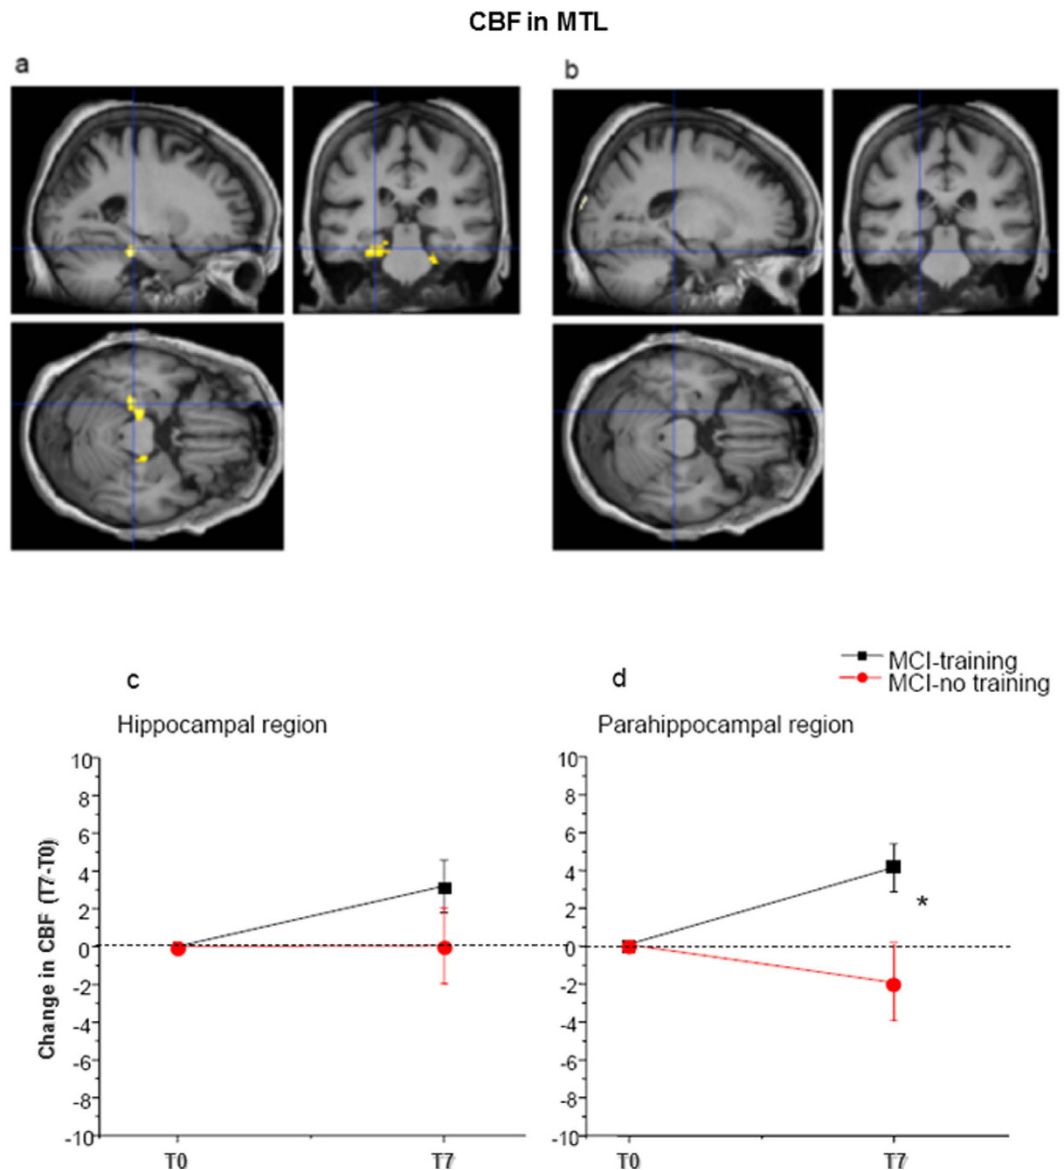 CBF in MTL
a
b
MCI-training
MCI-no training
c
d
Hippocampal region
Parahippocampal region
Change in CBF (T7-T0)
10
8
6
4
2
0
-2
-4
-6
-8
-10
T0
T7
10
8
6
4
2
0
-2
-4
-6
-8
-10
*
T0
T7